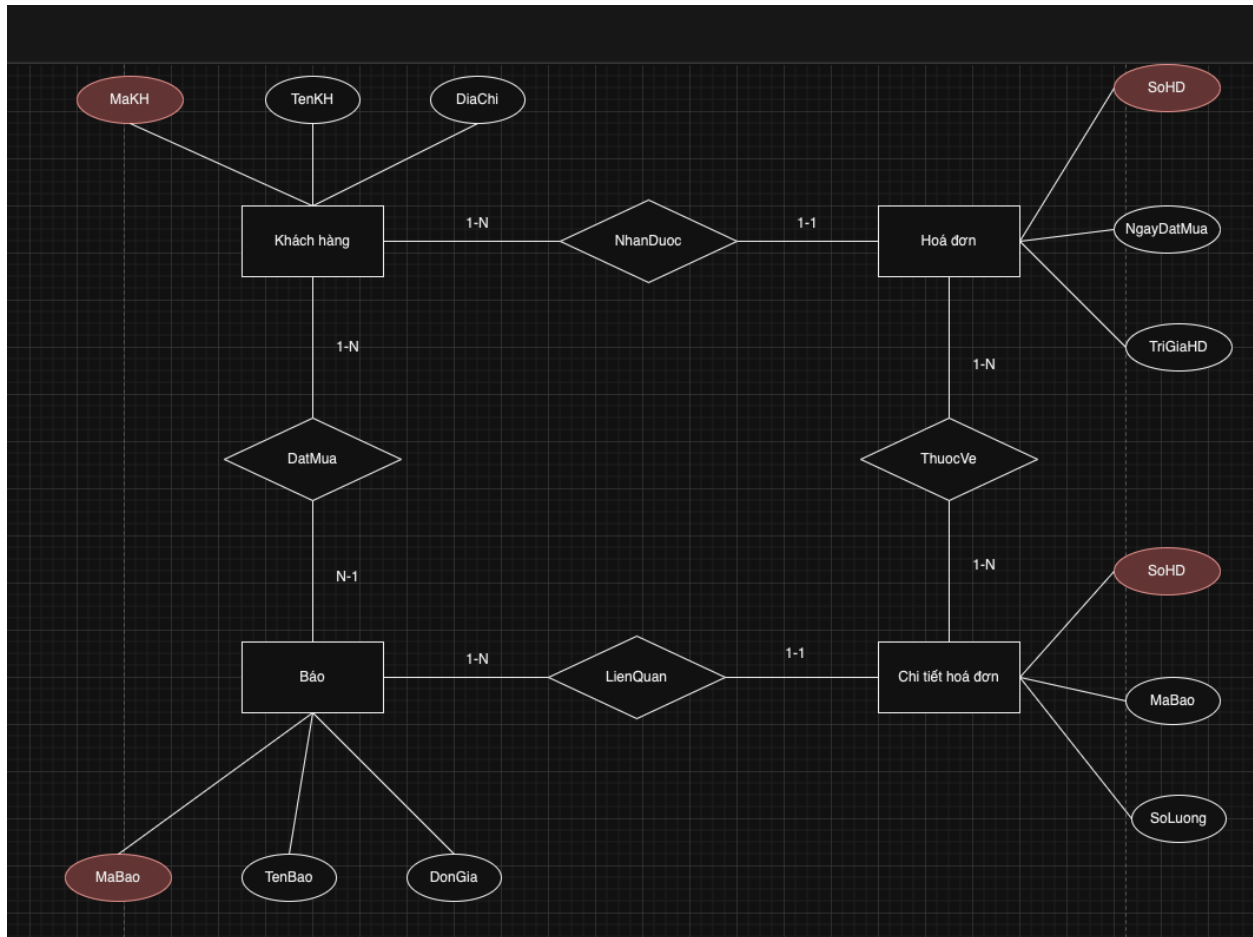 MaKH
TenKH
DiaChi
SoHD
Khách hàng
1-N
NhanDuoc
1-1
Hoá đơn
NgayDatMua
TriGiaHD
1-N
1-N
DatMua
ThuocVe
N-1
1-N
SoHD
Báo
1-N
LienQuan
1-1
Chi tiết hoá đơn
MaBao
SoLuong
MaBao
TenBao
DonGia